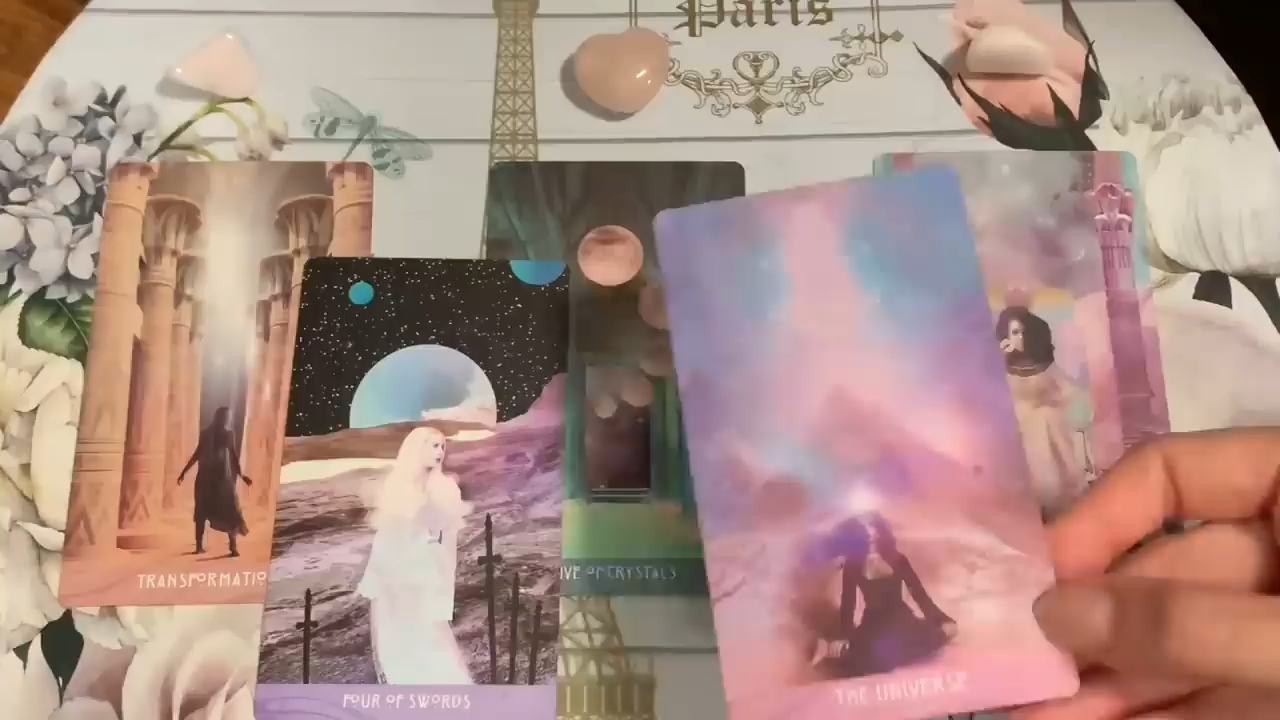 Paris
TRANSFORMATIO
IVE OF CRYSTALS
FOUR OF SWORDS
THE UNIVERSE